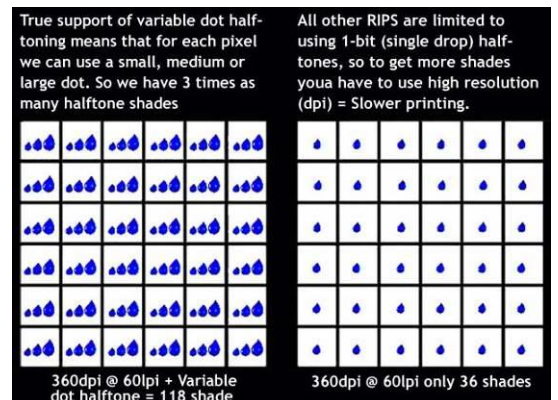 True support of variable dot half-
toning means that for each pixel
we can use a small, medium or
large dot. So we have 3 times as
many halftone shades
All other RIPS are limited to
using 1-bit (single drop) half-
tones, so to get more shades
youa have to use high resolution
(dpi) = Slower printing.
360dpi @ 60lpi + Variable
dot halftone = 118 shade
360dpi @ 60lpi only 36 shades